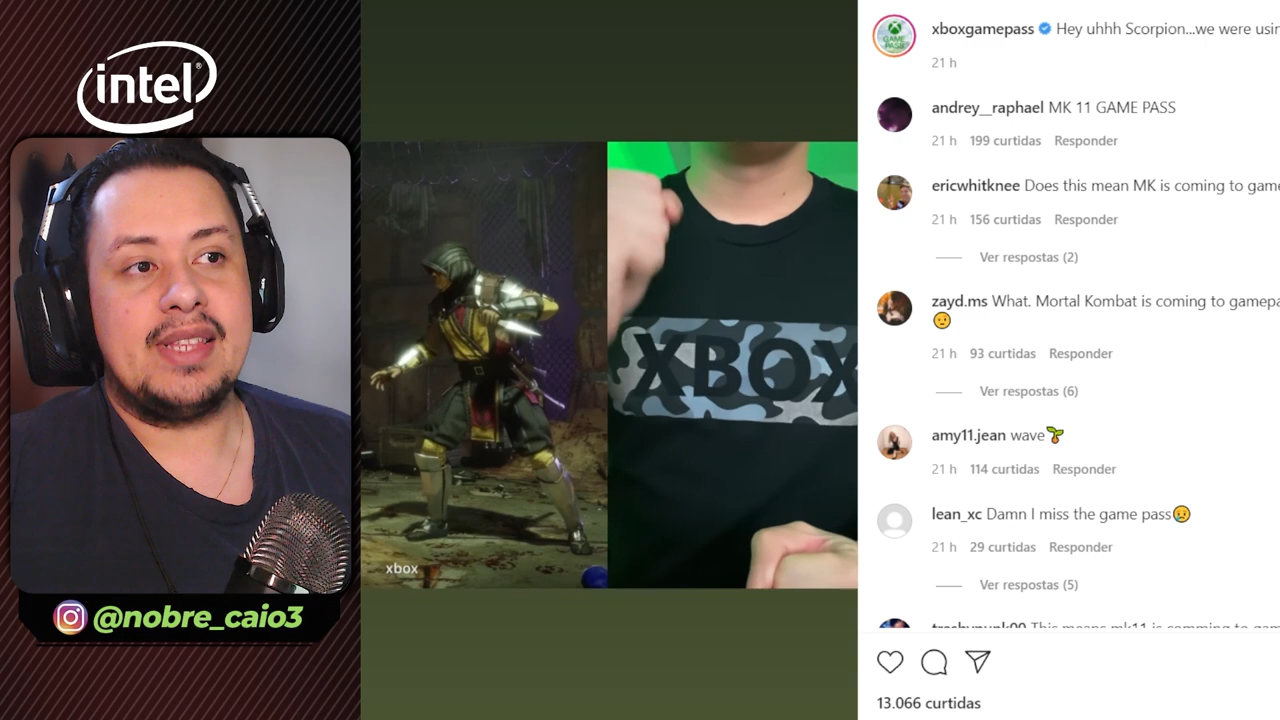 intel®
@nobre_caio3
xbox
XBOX
xboxgamepass Hey uhhh Scorpion...we were
21 h
andrey__raphael MK 11 GAME PASS
21 h 199 curtidas Responder
ericwhitknee Does this mean MK is coming to
21 h 156 curtidas Responder
Ver respostas (2)
zayd.ms What. Mortal Kombat is coming to
21 h 93 curtidas Responder
Ver respostas (6)
amy11.jean wave
21 h 114 curtidas Responder
lean_xc Damn I miss the game pass
21 h 29 curtidas Responder
Ver respostas (5)
13.066 curtidas